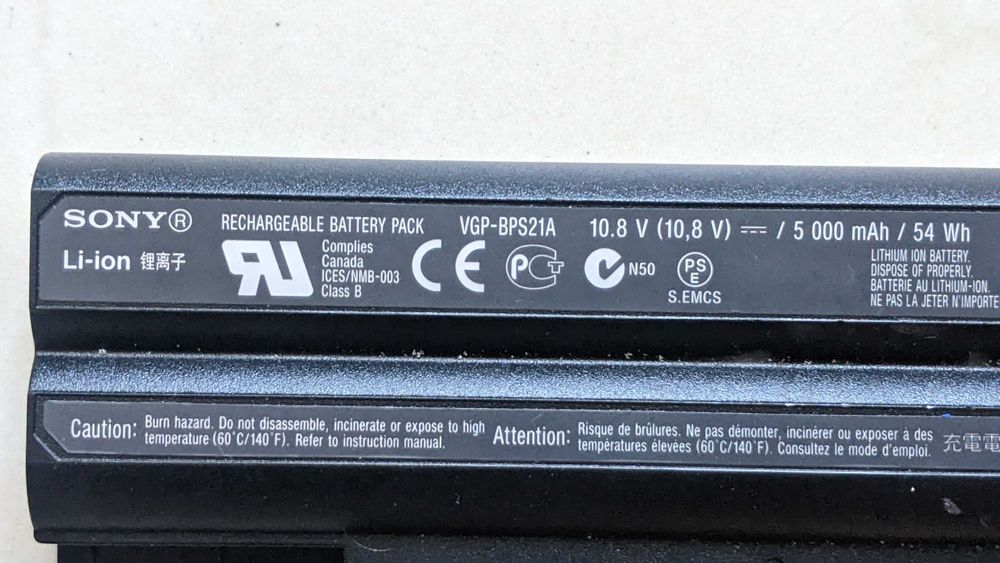 SONY® RECHARGEABLE BATTERY PACK VGP-BPS21A 10.8 V (10,8 V) ⎓ / 5 000 mAh / 54 Wh
Li-ion 锂离子
Complies
Canada
ICES/NMB-003
Class B
CE
PCT
N50
PS
E
S.EMCS
LITHIUM ION BATTERY.
DISPOSE OF PROPERLY.
BATTERIE AU LITHIUM-ION.
NE PAS LA JETER N'IMPORTE
Caution: Burn hazard. Do not disassemble, incinerate or expose to high
temperature (60°C/140°F). Refer to instruction manual.
Attention: Risque de brûlures. Ne pas démonter, incinérer ou exposer à des
températures élevées (60°C/140°F). Consultez le mode d'emploi.
充電電